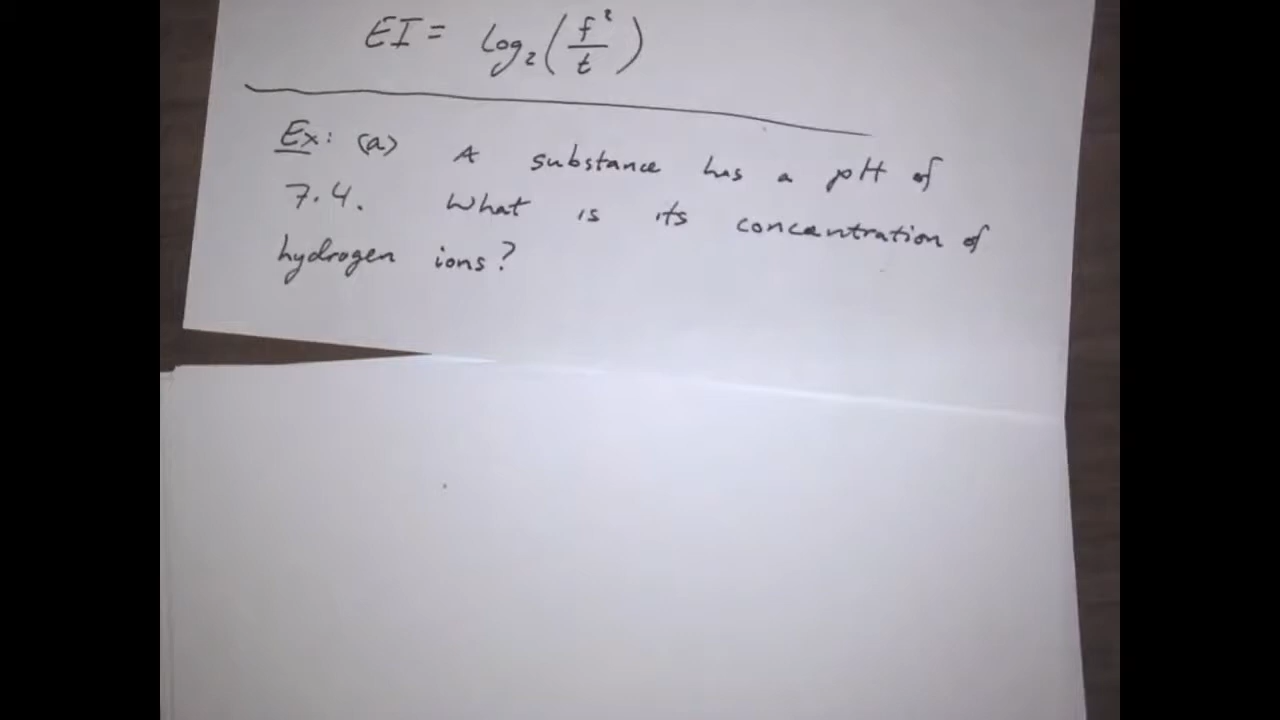 EI = log₂(f²/t)
Ex: (a) A substance has a pH of
7.4. What is its concentration of
hydrogen ions?